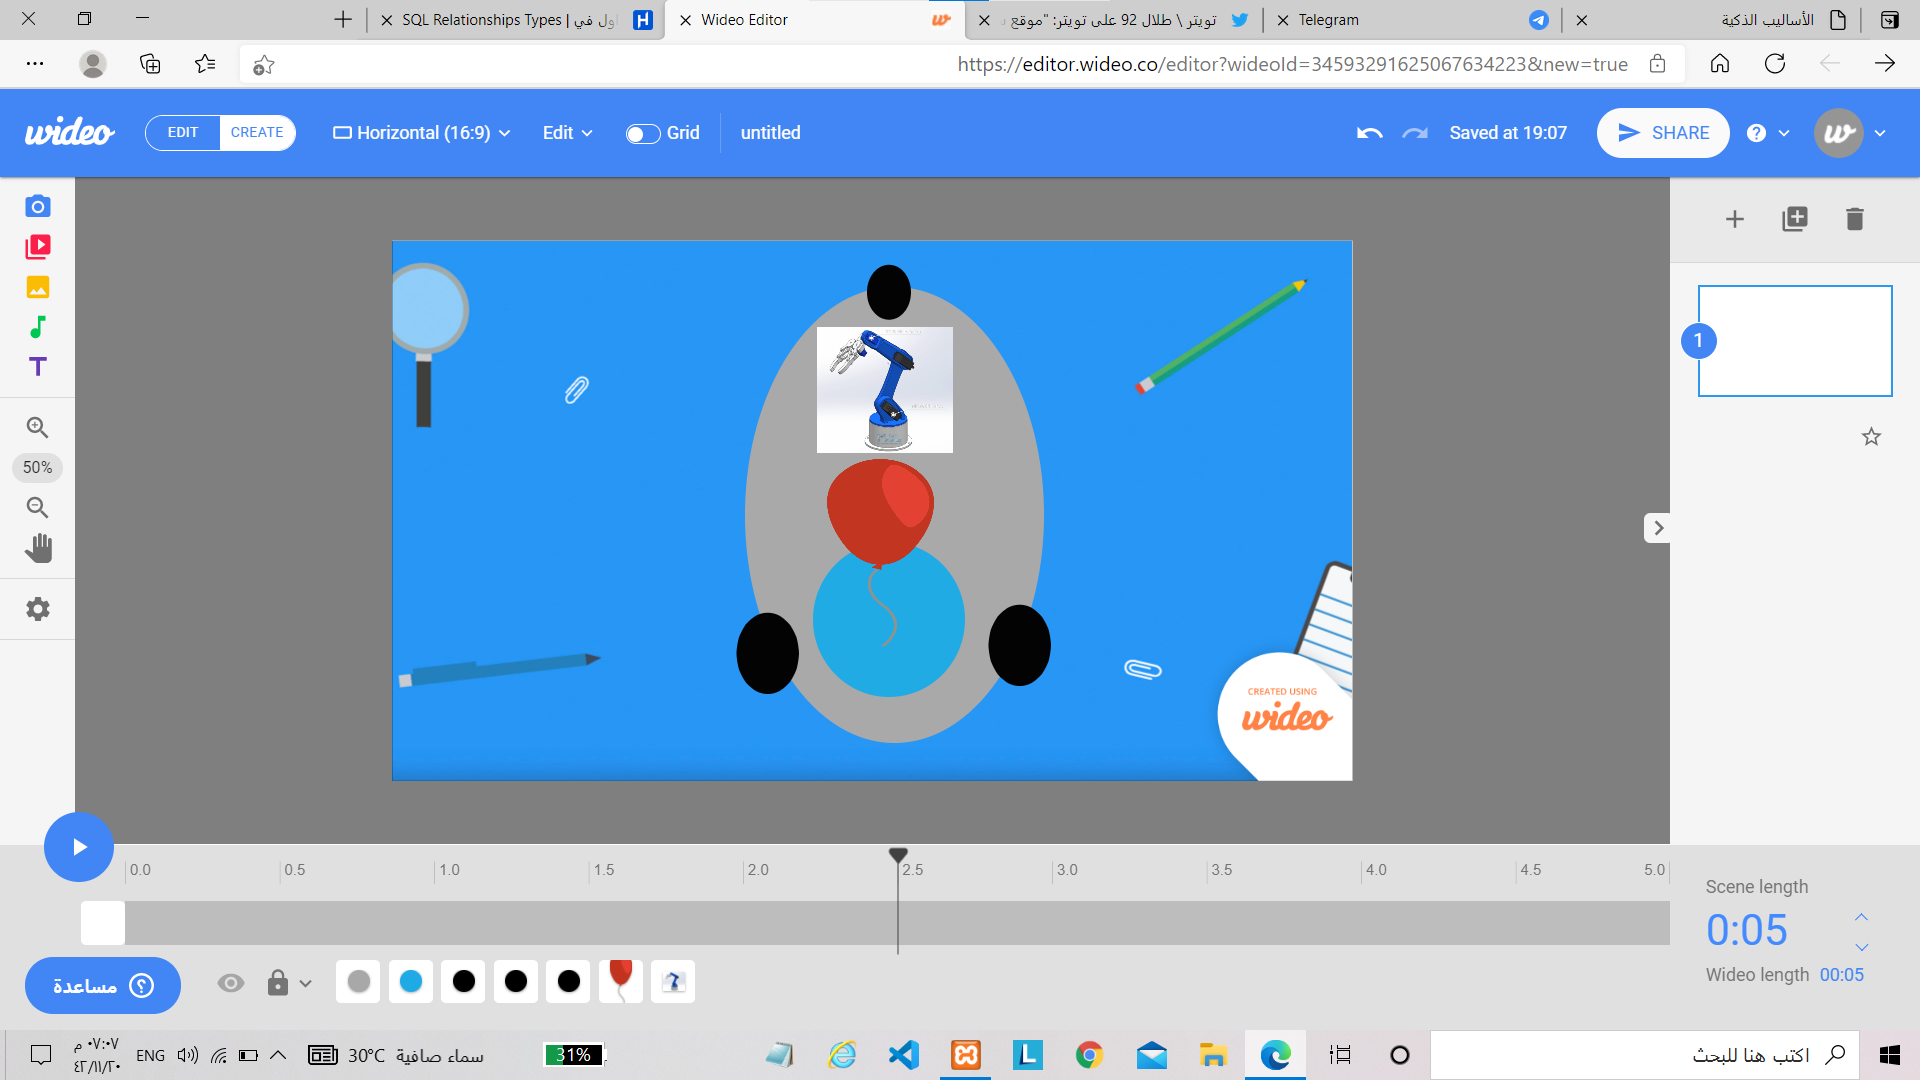 SQL Relationships Types | اول في
Wideo Editor
تويتر \ طلال 92 على تويتر: "موقع
Telegram
الأساليب الذكية
https://editor.wideo.co/editor?wideoId=34593291625067634223&new=true
wideo
EDIT
CREATE
Horizontal (16:9)
Edit
Grid
untitled
Saved at 19:07
SHARE
w
T
50%
1
CREATED USING
wideo
0.0 0.5 1.0 1.5 2.0 2.5 3.0 3.5 4.0 4.5 5.0
Scene length
0:05
Wideo length 00:05
مساعدة
٠٧:٠٧ م
٤٢/١١/٢٠
ENG
30°C سماء صافية
31%
اكتب هنا للبحث